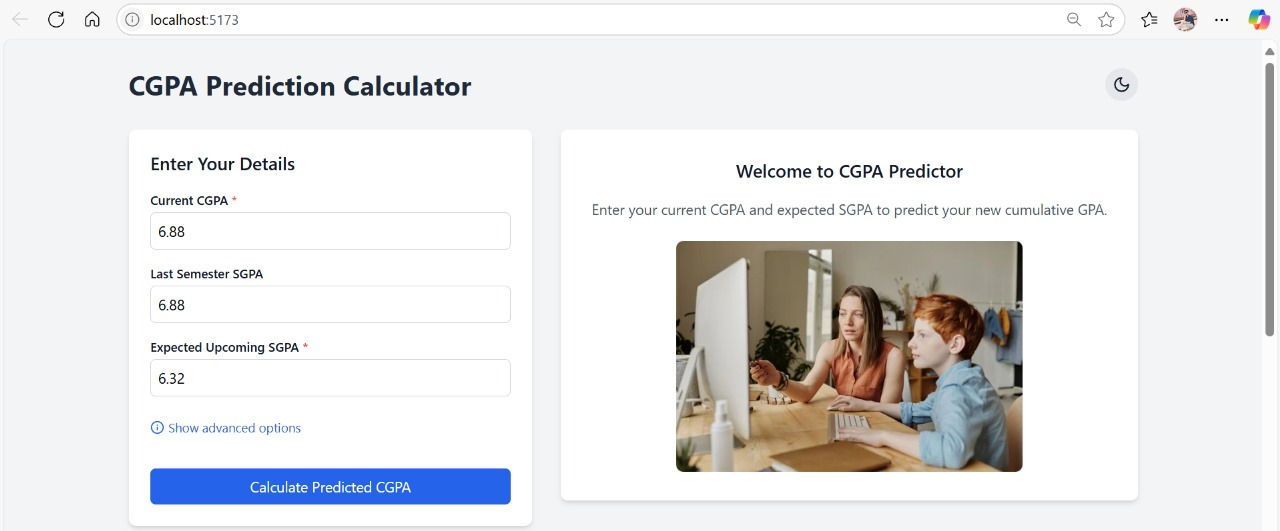 localhost:5173
CGPA Prediction Calculator
Enter Your Details
Current CGPA *
6.88
Last Semester SGPA
6.88
Expected Upcoming SGPA *
6.32
Show advanced options
Calculate Predicted CGPA
Welcome to CGPA Predictor
Enter your current CGPA and expected SGPA to predict your new cumulative GPA.